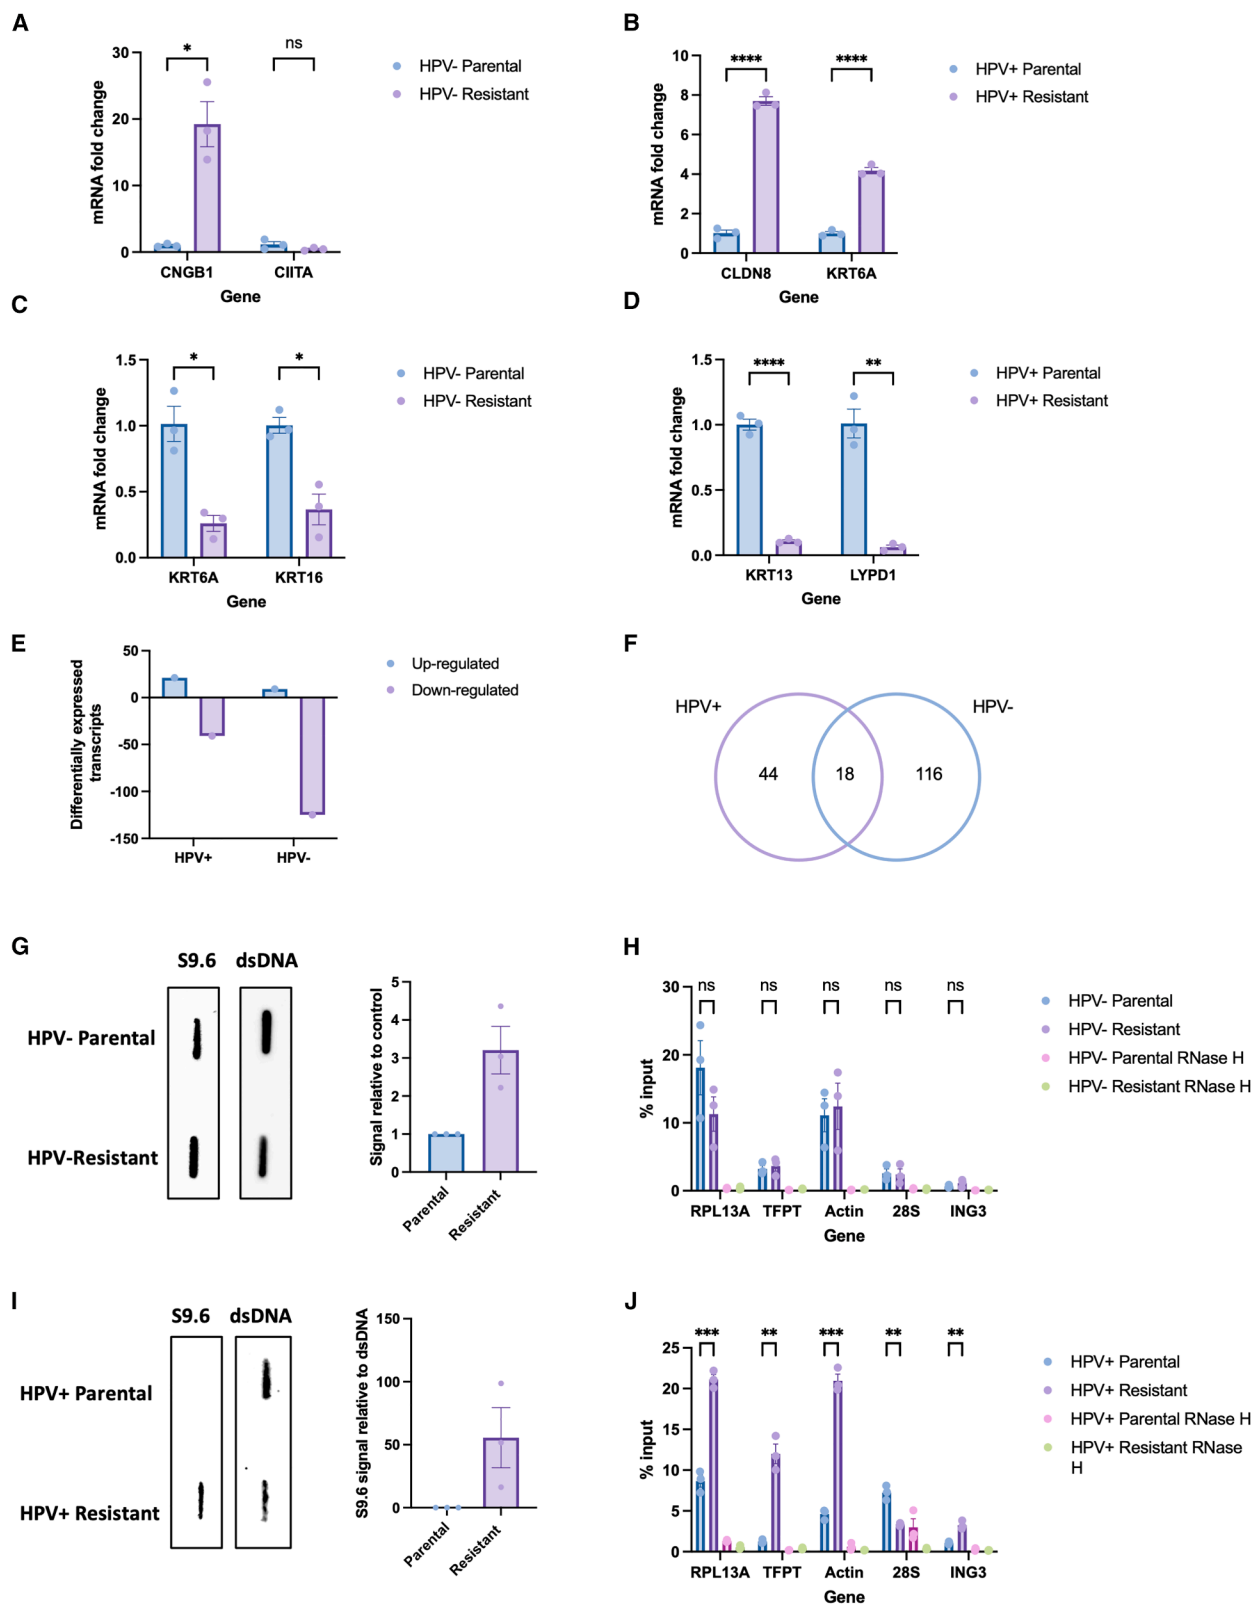 A
mRNA fold change
30
20
10
0
*
ns
CNGB1
CIITA
Gene
HPV- Parental
HPV- Resistant
B
mRNA fold change
10
8
6
4
2
0
****
****
CLDN8
KRT6A
Gene
HPV+ Parental
HPV+ Resistant
C
mRNA fold change
1.5
1.0
0.5
0.0
*
*
KRT6A
KRT16
Gene
HPV- Parental
HPV- Resistant
D
mRNA fold change
1.5
1.0
0.5
0.0
****
**
KRT13
LYPD1
Gene
HPV+ Parental
HPV+ Resistant
E
Differentially expressed
transcripts
50
0
-50
-100
-150
HPV+
HPV-
Up-regulated
Down-regulated
F
HPV+
HPV-
44
18
116
G
S9.6
dsDNA
HPV- Parental
HPV-Resistant
Signal relative to control
5
4
3
2
1
0
Parental
Resistant
H
% input
30
20
10
0
ns
ns
ns
ns
ns
RPL13A
TFPT
Actin
28S
ING3
Gene
HPV- Parental
HPV- Resistant
HPV- Parental RNase H
HPV- Resistant RNase H
I
S9.6
dsDNA
HPV+ Parental
HPV+ Resistant
S9.6 signal relative to dsDNA
150
100
50
0
Parental
Resistant
J
% input
25
20
15
10
5
0
***
**
***
**
**
RPL13A
TFPT
Actin
28S
ING3
Gene
HPV+ Parental
HPV+ Resistant
HPV+ Parental RNase H
HPV+ Resistant RNase
H